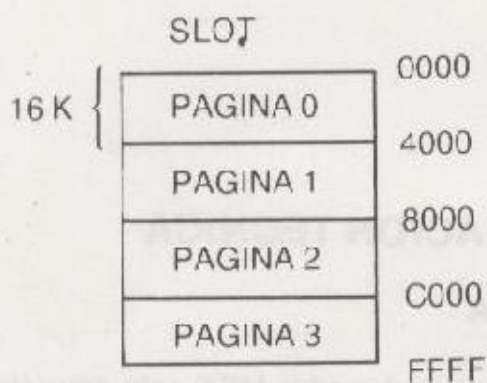 SLOT
0000
16 K { PAGINA 0
4000
PAGINA 1
8000
PAGINA 2
C000
PAGINA 3
FFFF